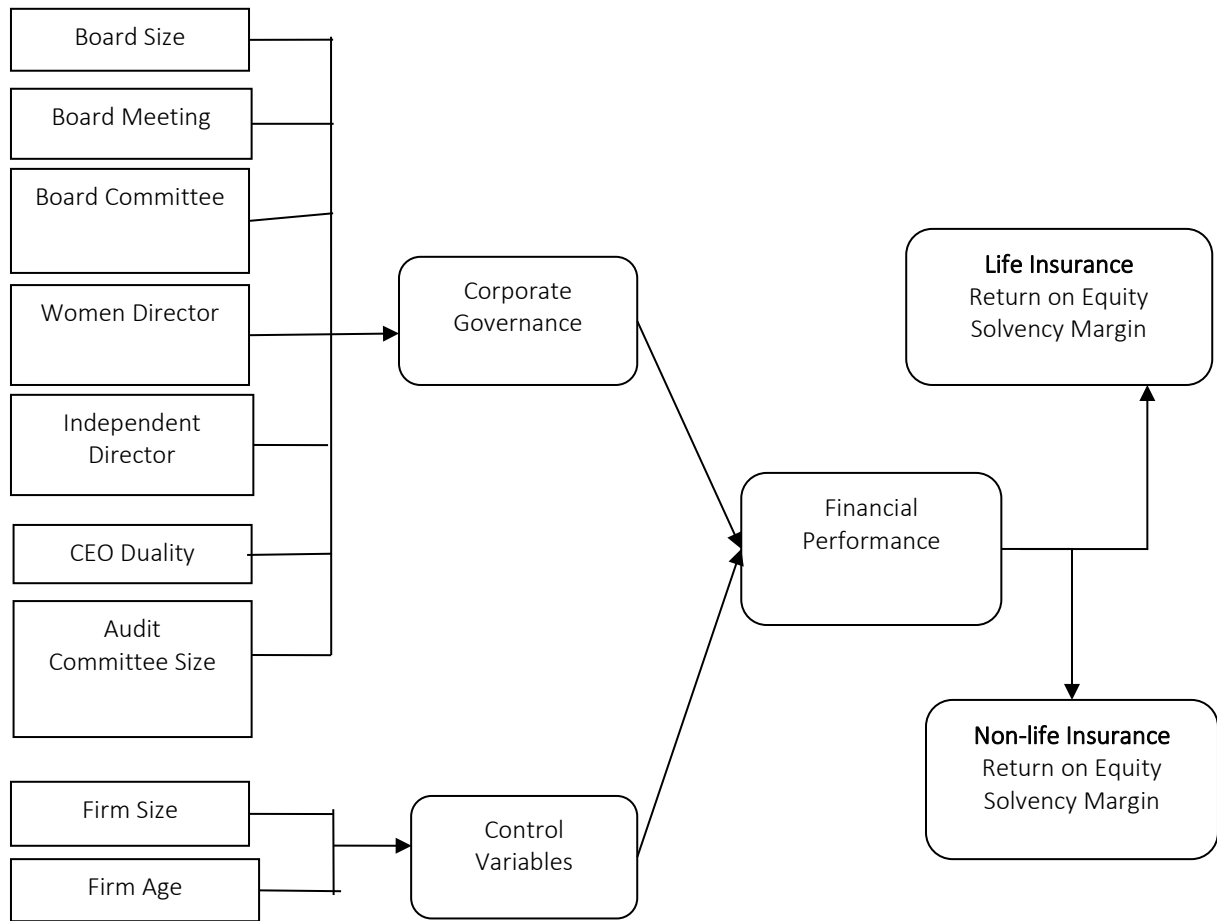 Board Size
Board Meeting
Board Committee
Women Director
Independent
Director
CEO Duality
Audit
Committee Size
Firm Size
Firm Age
Corporate
Governance
Control
Variables
Financial
Performance
Life Insurance
Return on Equity
Solvency Margin
Non-life Insurance
Return on Equity
Solvency Margin